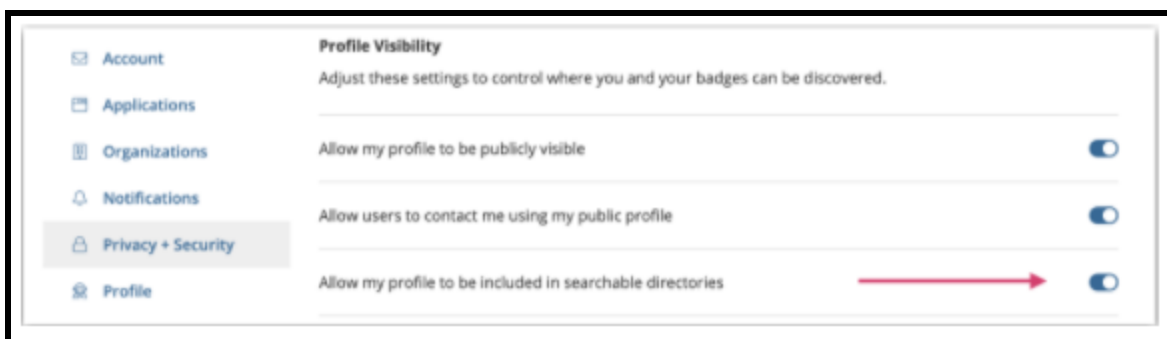 Account
Applications
Organizations
Notifications
Privacy + Security
Profile
Profile Visibility
Adjust these settings to control where you and your badges can be discovered.
Allow my profile to be publicly visible
Allow users to contact me using my public profile
Allow my profile to be included in searchable directories